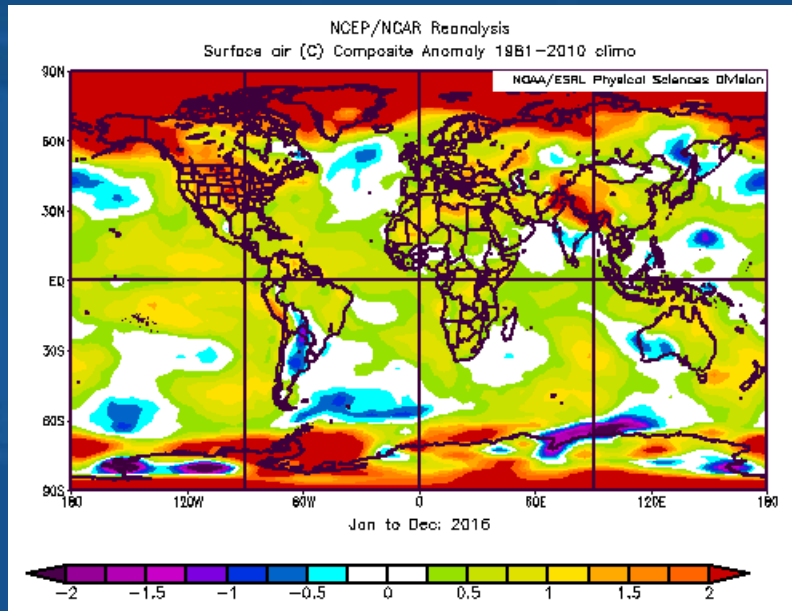 NCEP/NCAR Reanalysis
Surface air (C) Composite Anomaly 1981-2010 climo
NOAA/ESRL Physical Sciences Division
90N
60N
30N
EQ
30S
60S
90S
180 120W 60W 0 60E 120E 180
Jan to Dec: 2016
-2 -1.5 -1 -0.5 0 0.5 1 1.5 2